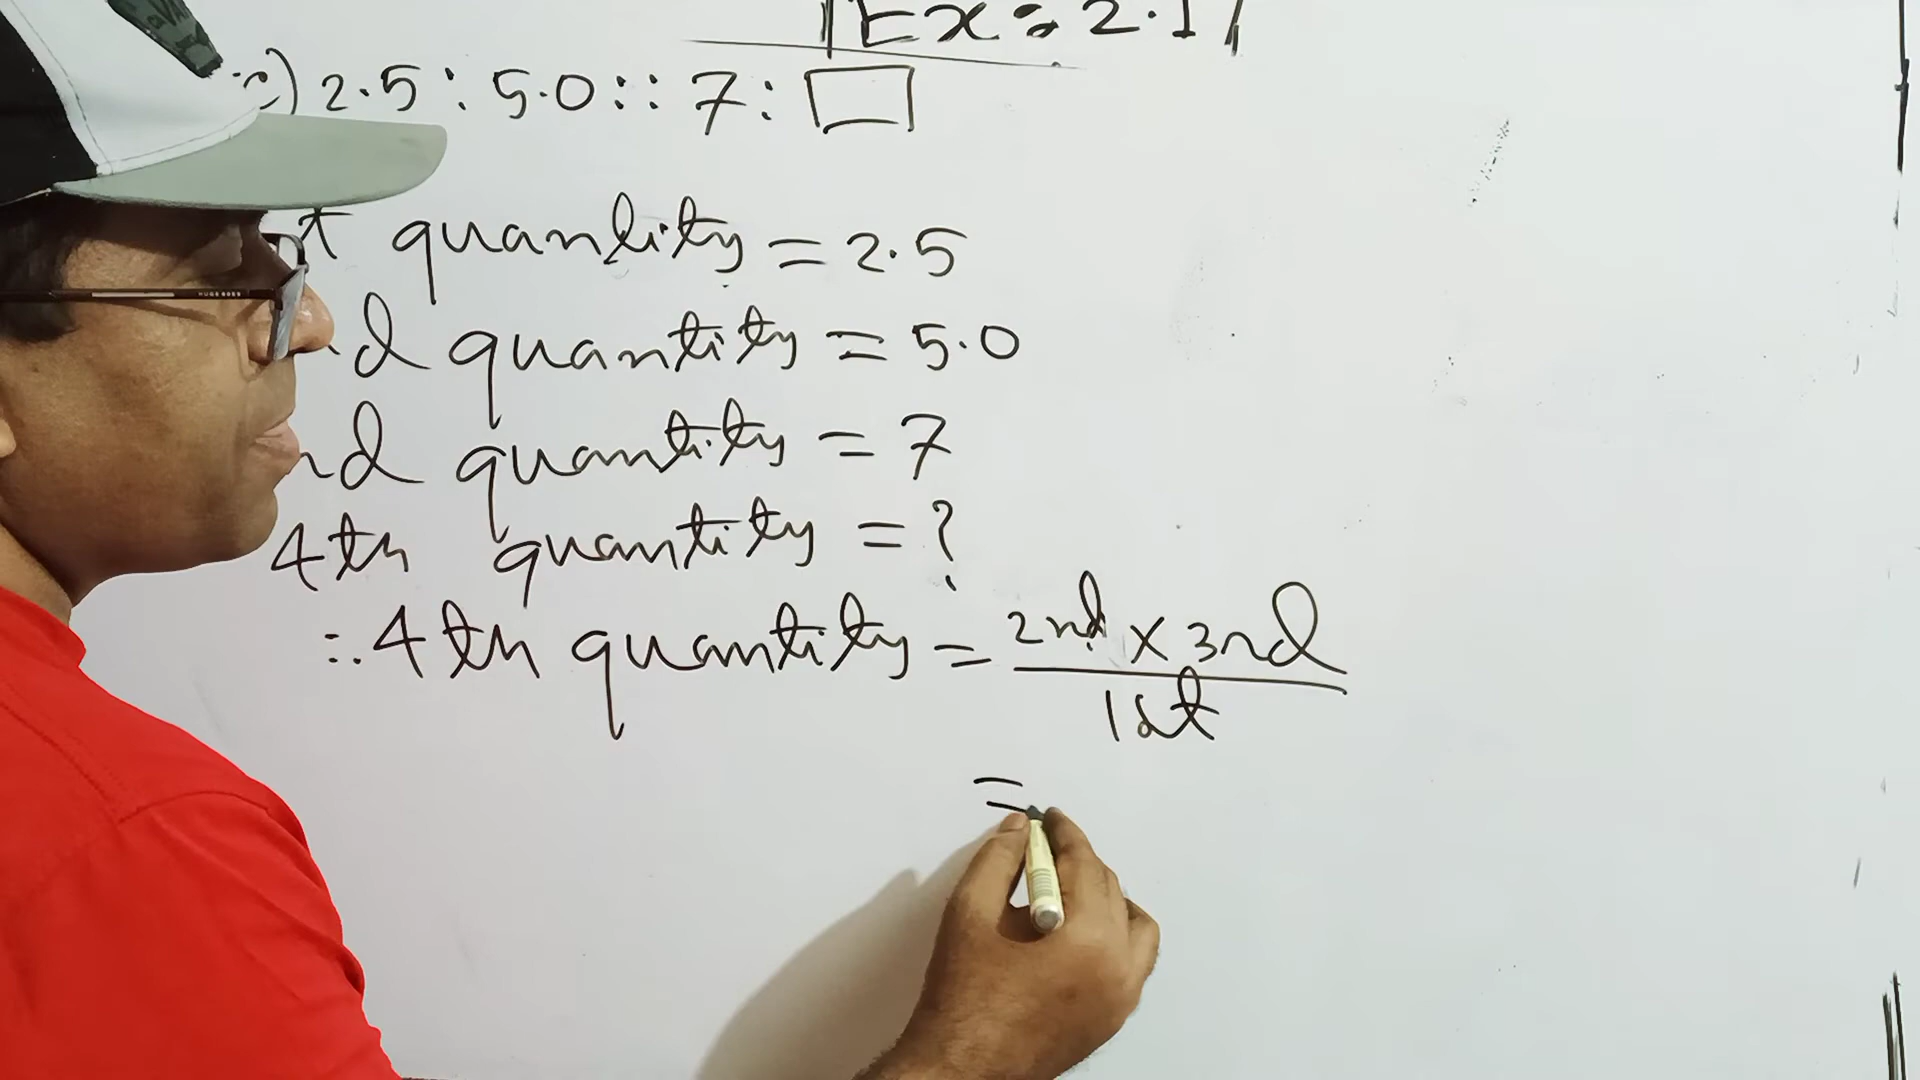 Ex: 2.1
c) 2.5 : 5.0 :: 7 :
quantity = 2.5
quantity = 5.0
quantity = 7
4th quantity = ?
∴ 4th quantity = 2nd × 3rd
1st
=